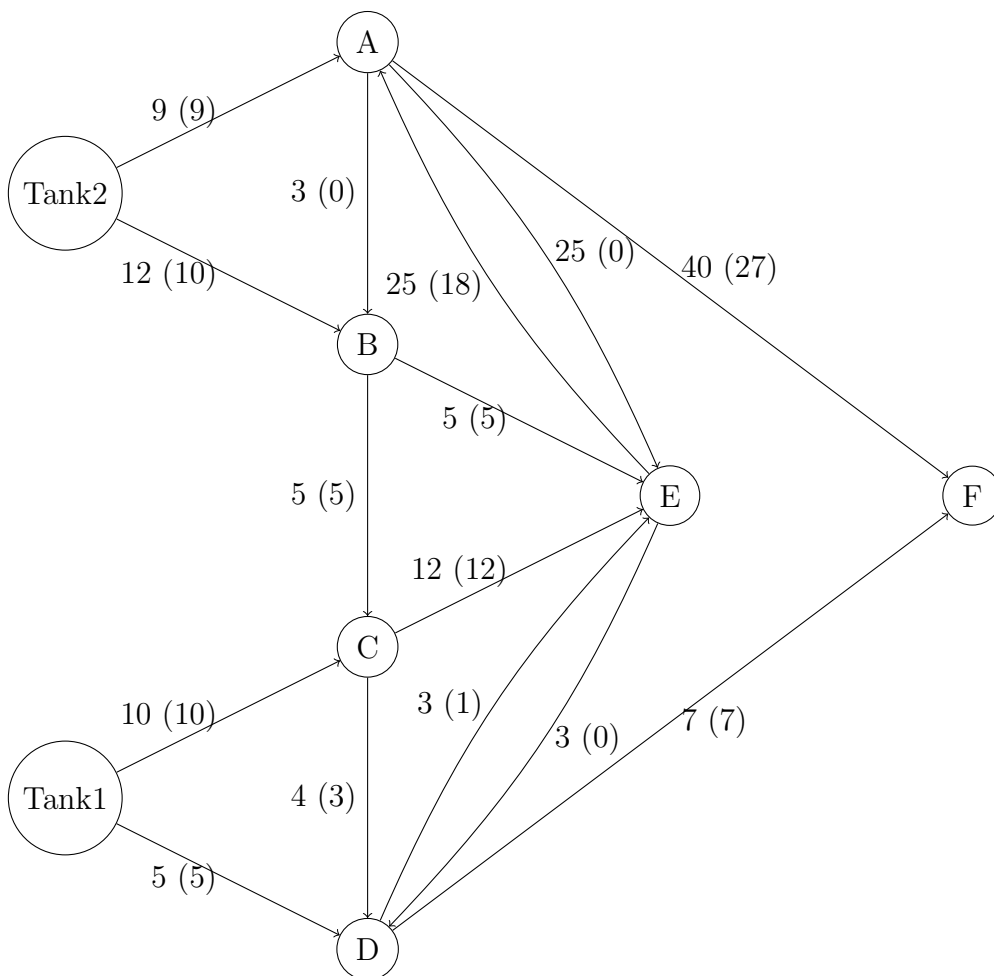 A
9 (9)
Tank2
3 (0)
25 (0)
40 (27)
12 (10)
25 (18)
B
5 (5)
5 (5)
E
F
12 (12)
C
10 (10)
3 (1)
7 (7)
3 (0)
Tank1
4 (3)
5 (5)
D